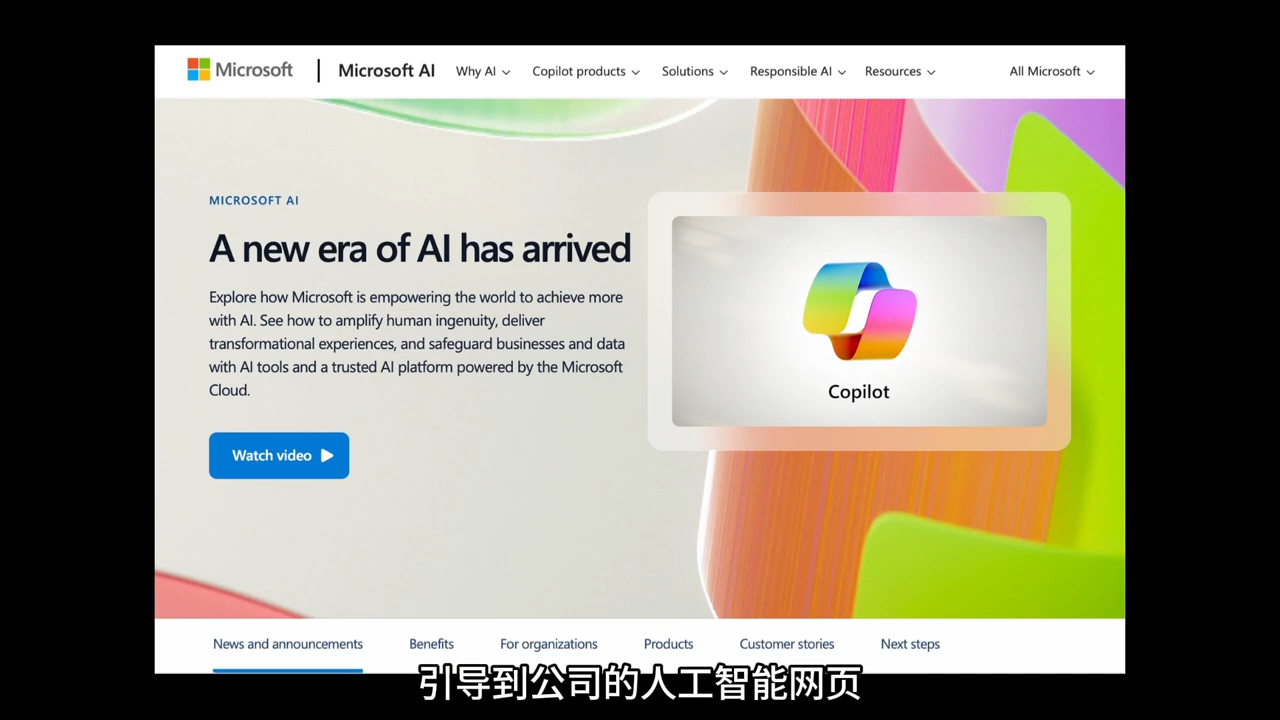 Microsoft
Microsoft AI
Why AI
Copilot products
Solutions
Responsible AI
Resources
All Microsoft
MICROSOFT AI
A new era of AI has arrived
Explore how Microsoft is empowering the world to achieve more
with AI. See how to amplify human ingenuity, deliver
transformational experiences, and safeguard businesses and data
with AI tools and a trusted AI platform powered by the Microsoft
Cloud.
Watch video
Copilot
News and announcements
Benefits
For organizations
Products
Customer stories
Next steps
引导到公司的人工智能网页